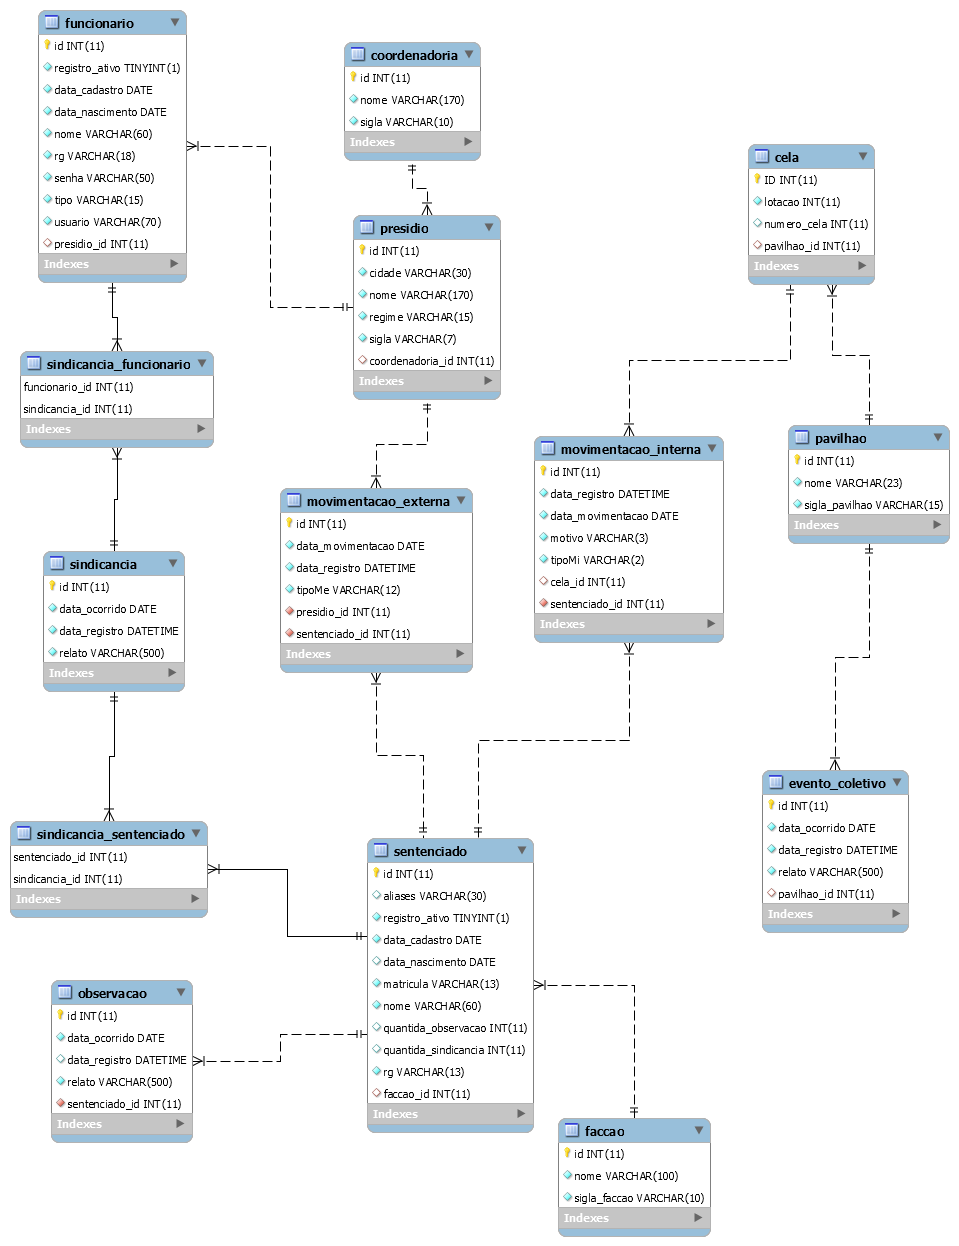 funcionario
id INT(11)
registro_ativo TINYINT(1)
data_cadastro DATE
data_nascimento DATE
nome VARCHAR(60)
rg VARCHAR(18)
senha VARCHAR(50)
tipo VARCHAR(15)
usuario VARCHAR(70)
presidio_id INT(11)
Indexes
coordenadoria
id INT(11)
nome VARCHAR(170)
sigla VARCHAR(10)
Indexes
cela
ID INT(11)
lotacao INT(11)
numero_cela INT(11)
pavilhao_id INT(11)
Indexes
presidio
id INT(11)
cidade VARCHAR(30)
nome VARCHAR(170)
regime VARCHAR(15)
sigla VARCHAR(7)
coordenadoria_id INT(11)
Indexes
sindicancia_funcionario
funcionario_id INT(11)
sindicancia_id INT(11)
Indexes
pavilhao
id INT(11)
nome VARCHAR(23)
sigla_pavilhao VARCHAR(15)
Indexes
movimentacao_interna
id INT(11)
data_registro DATETIME
data_movimentacao DATE
motivo VARCHAR(3)
tipoMi VARCHAR(2)
cela_id INT(11)
sentenciado_id INT(11)
Indexes
movimentacao_externa
id INT(11)
data_movimentacao DATE
data_registro DATETIME
tipoMe VARCHAR(12)
presidio_id INT(11)
sentenciado_id INT(11)
Indexes
sindicancia
id INT(11)
data_ocorrido DATE
data_registro DATETIME
relato VARCHAR(500)
Indexes
evento_coletivo
id INT(11)
data_ocorrido DATE
data_registro DATETIME
relato VARCHAR(500)
pavilhao_id INT(11)
Indexes
sindicancia_sentenciado
sentenciado_id INT(11)
sindicancia_id INT(11)
Indexes
sentenciado
id INT(11)
aliases VARCHAR(30)
registro_ativo TINYINT(1)
data_cadastro DATE
data_nascimento DATE
matricula VARCHAR(13)
nome VARCHAR(60)
quantida_observacao INT(11)
quantida_sindicancia INT(11)
rg VARCHAR(13)
faccao_id INT(11)
Indexes
observacao
id INT(11)
data_ocorrido DATE
data_registro DATETIME
relato VARCHAR(500)
sentenciado_id INT(11)
Indexes
faccao
id INT(11)
nome VARCHAR(100)
sigla_faccao VARCHAR(10)
Indexes